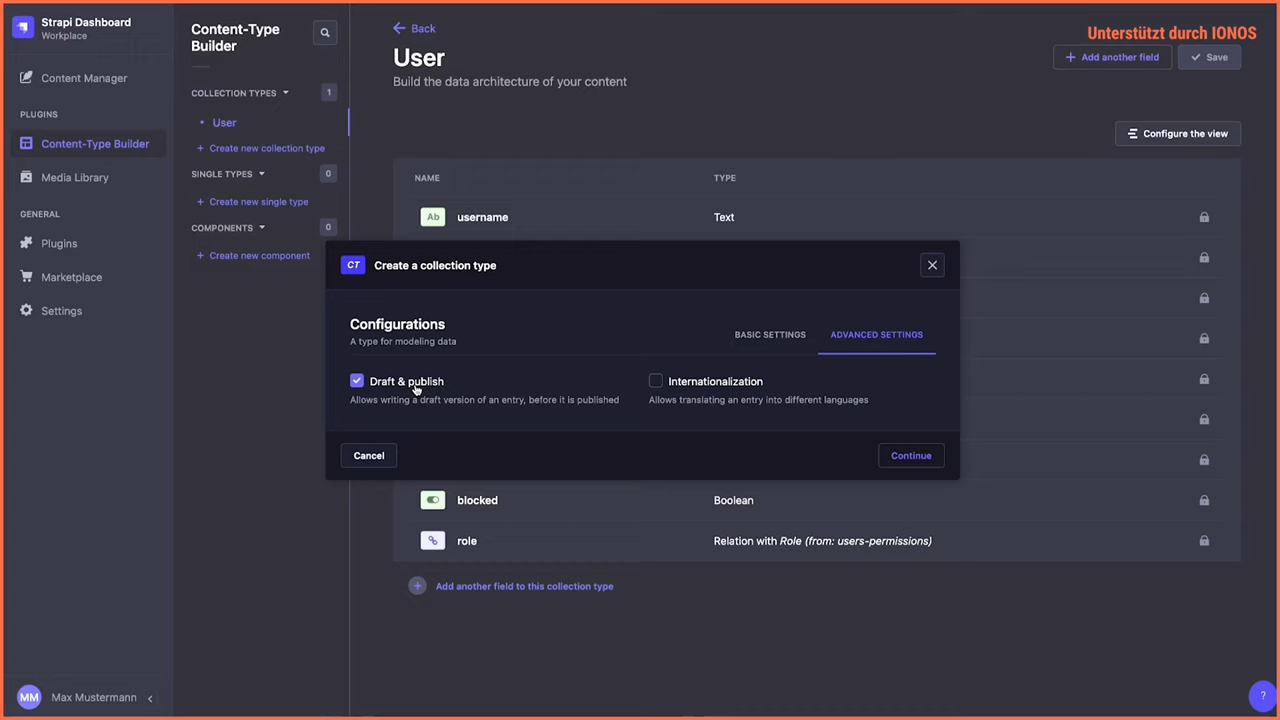 Strapi Dashboard
Workplace
Content Manager
PLUGINS
Content-Type Builder
Media Library
GENERAL
Plugins
Marketplace
Settings
MM Max Mustermann
Content-Type
Builder
COLLECTION TYPES 1
User
+ Create new collection type
SINGLE TYPES 0
+ Create new single type
COMPONENTS 0
+ Create new component
Back
Unterstützt durch IONOS
User
+ Add another field
Save
Build the data architecture of your content
Configure the view
NAME TYPE
Ab username Text
CT Create a collection type
Configurations
A type for modeling data
BASIC SETTINGS ADVANCED SETTINGS
Draft & publish
Allows writing a draft version of an entry, before it is published
Internationalization
Allows translating an entry into different languages
Cancel Continue
blocked Boolean
role Relation with Role (from: users-permissions)
+ Add another field to this collection type
?